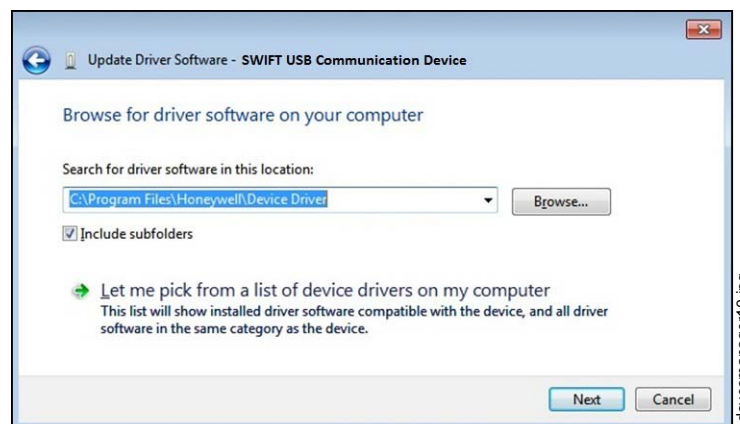 Update Driver Software - SWIFT USB Communication Device
Browse for driver software on your computer
Search for driver software in this location:
C:\Program Files\Honeywell\Device Driver
Browse...
Include subfolders
Let me pick from a list of device drivers on my computer
This list will show installed driver software compatible with the device, and all driver
software in the same category as the device.
Next
Cancel